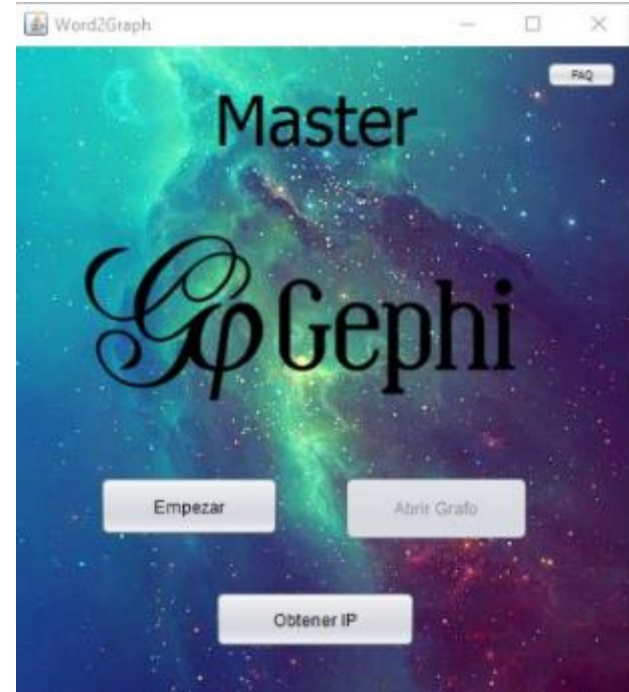 Word2Graph
FAQ
Master
Gephi
Empezar
Abrir Grafo
Obtener IP